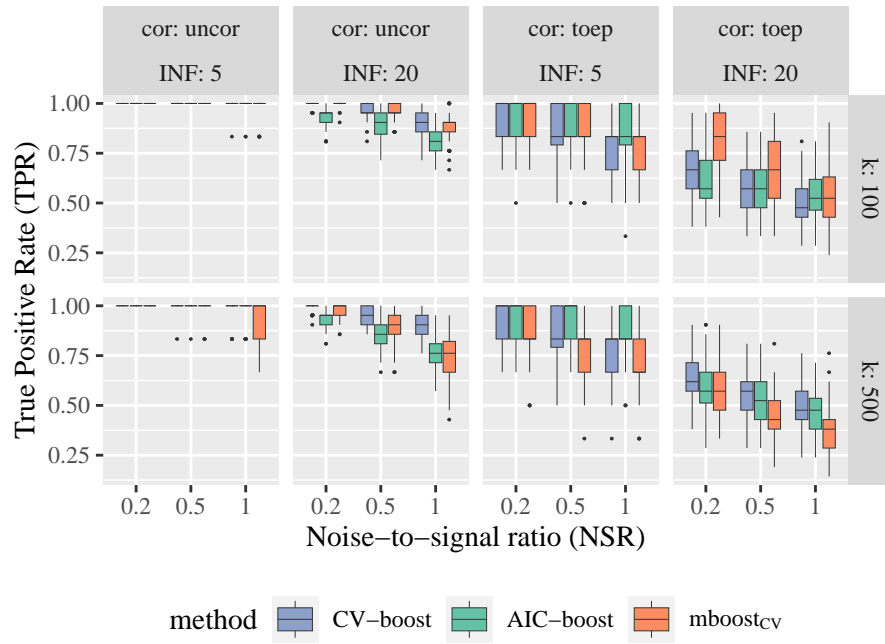 cor: uncor
cor: uncor
cor: toep
cor: toep
INF: 5
INF: 20
INF: 5
INF: 20
True Positive Rate (TPR)
1.00
0.75
0.50
0.25
k: 100
1.00
0.75
0.50
0.25
k: 500
0.2 0.5 1
0.2 0.5 1
0.2 0.5 1
0.2 0.5 1
Noise−to−signal ratio (NSR)
method CV−boost AIC−boost mboostCV